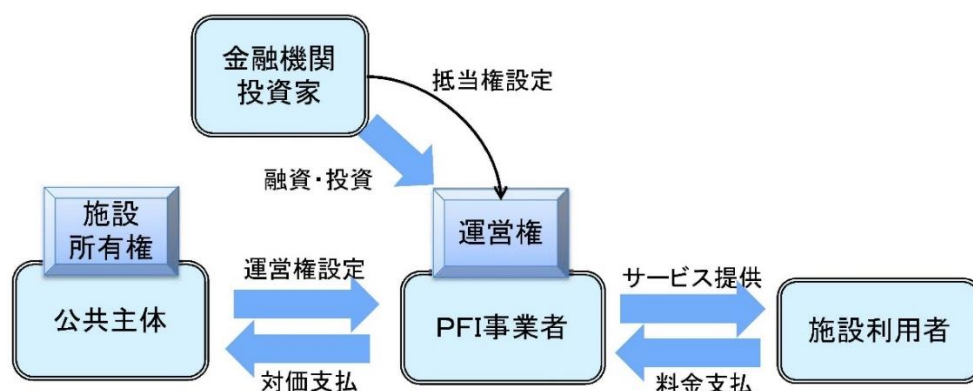 金融機関
投資家
抵当権設定
融資・投資
施設
所有権
運営権
運営権設定
サービス提供
公共主体
PFI事業者
施設利用者
対価支払
料金支払